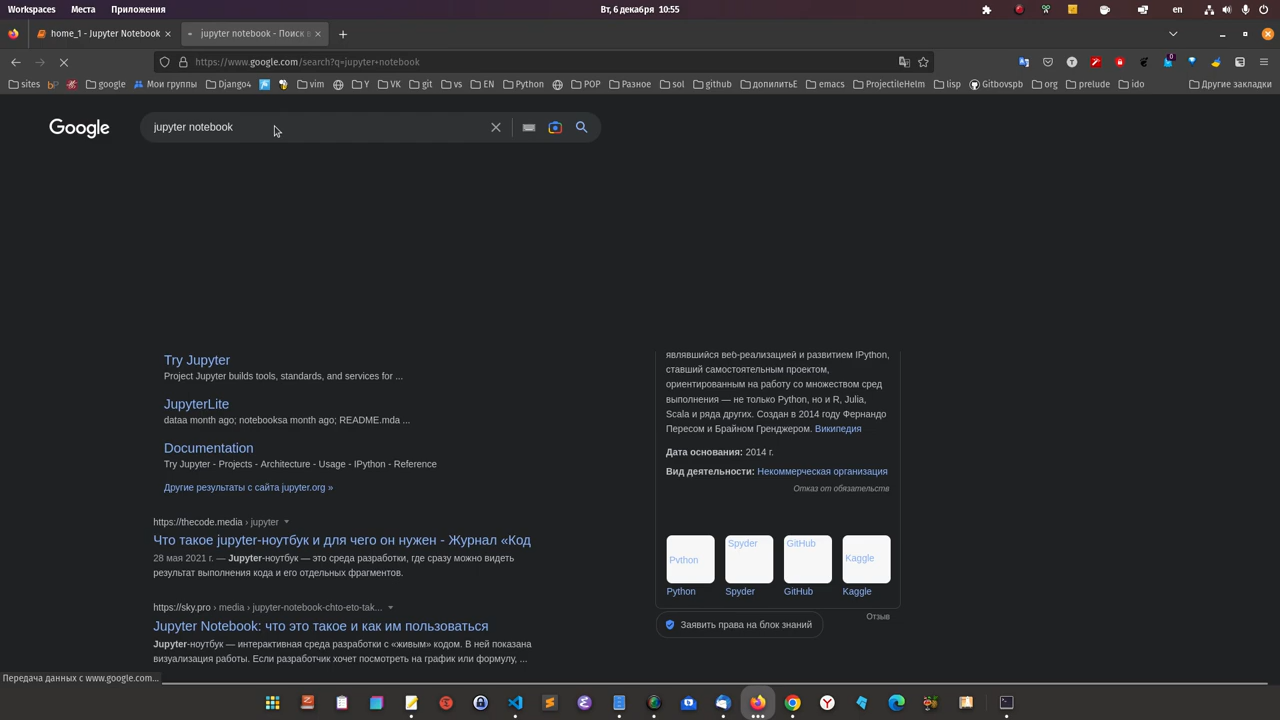 Workspaces Места Приложения Вт, 6 декабря 10:55 en
home_1 - Jupyter Notebook jupyter notebook - Поиск в
https://www.google.com/search?q=jupyter+notebook
sites google Мои группы Django4 vim Y VK git vs EN Python POP Разное sol github допилитьЕ emacs ProjectileHelm lisp Gitbovspb org prelude ido Другие закладки
Google jupyter notebook
являвшийся веб-реализацией и развитием IPython,
ставший самостоятельным проектом,
ориентированным на работу со множеством сред
выполнения — не только Python, но и R, Julia,
Scala и ряда других. Создан в 2014 году Фернандо
Пересом и Брайном Гренджером. Википедия
Дата основания: 2014 г.
Вид деятельности: Некоммерческая организация
Отказ от обязательств
Python Spyder GitHub Kaggle
Python Spyder GitHub Kaggle
Отзыв
Заявить права на блок знаний
Try Jupyter
Project Jupyter builds tools, standards, and services for ...
JupyterLite
dataa month ago; notebooksa month ago; README.mda ...
Documentation
Try Jupyter - Projects - Architecture - Usage - IPython - Reference
Другие результаты с сайта jupyter.org »
https://thecode.media › jupyter
Что такое jupyter-ноутбук и для чего он нужен - Журнал «Код
28 мая 2021 г. — Jupyter-ноутбук — это среда разработки, где сразу можно видеть
результат выполнения кода и его отдельных фрагментов.
https://sky.pro › media › jupyter-notebook-chto-eto-tak...
Jupyter Notebook: что это такое и как им пользоваться
Jupyter-ноутбук — интерактивная среда разработки с «живым» кодом. В ней показана
визуализация работы. Если разработчик хочет посмотреть на график или формулу, ...
Передача данных с www.google.com...